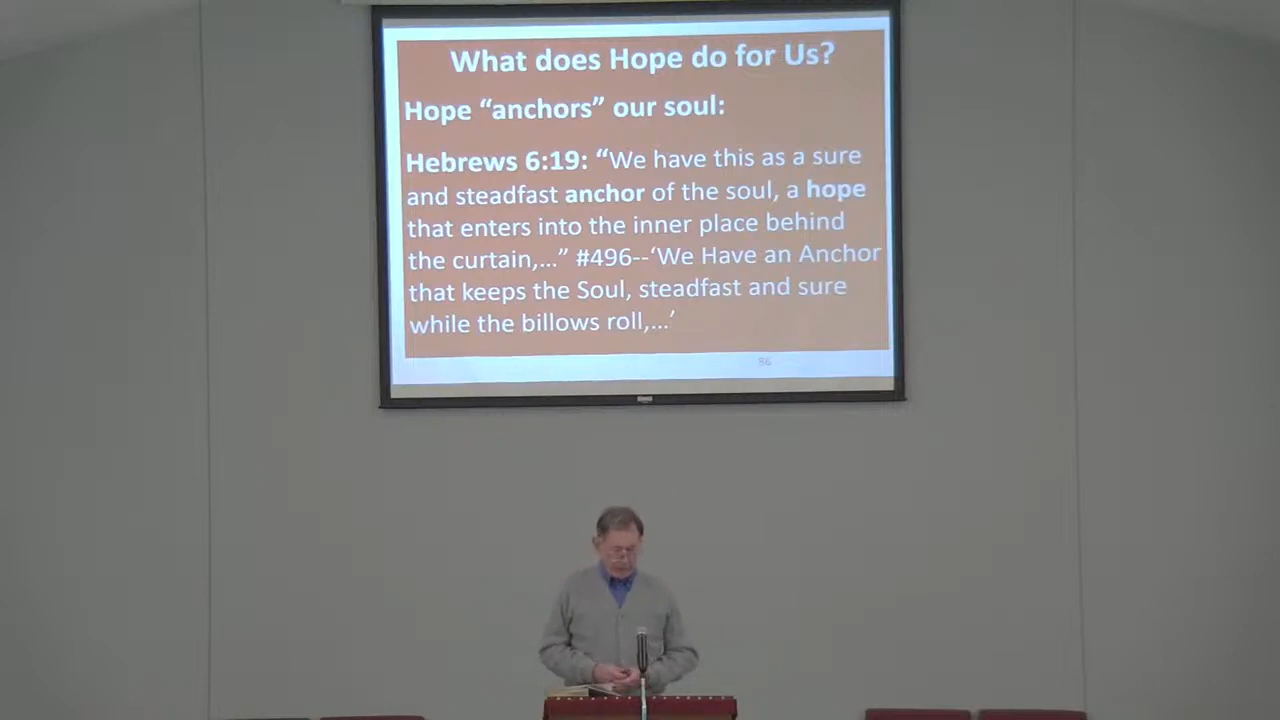 What does Hope do for Us?
Hope “anchors” our soul:
Hebrews 6:19: “We have this as a sure
and steadfast anchor of the soul, a hope
that enters into the inner place behind
the curtain,…” #496--‘We Have an Anchor
that keeps the Soul, steadfast and sure
while the billows roll,…’
86